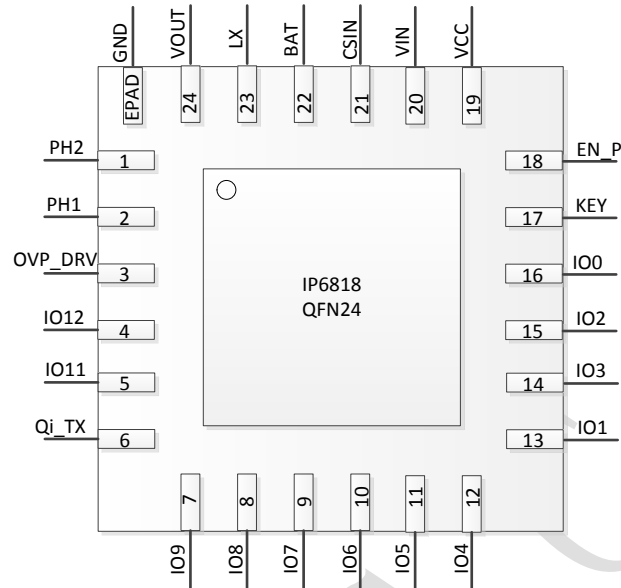 GND
VOUT
LX
BAT
CSIN
VIN
VCC
EPAD
24
23
22
21
20
19
PH2
1
18
EN_P
PH1
2
17
KEY
OVP_DRV
3
16
IO0
IP6818
QFN24
IO12
4
15
IO2
IO11
5
14
IO3
Qi_TX
6
13
IO1
7
8
9
10
11
12
IO9
IO8
IO7
IO6
IO5
IO4